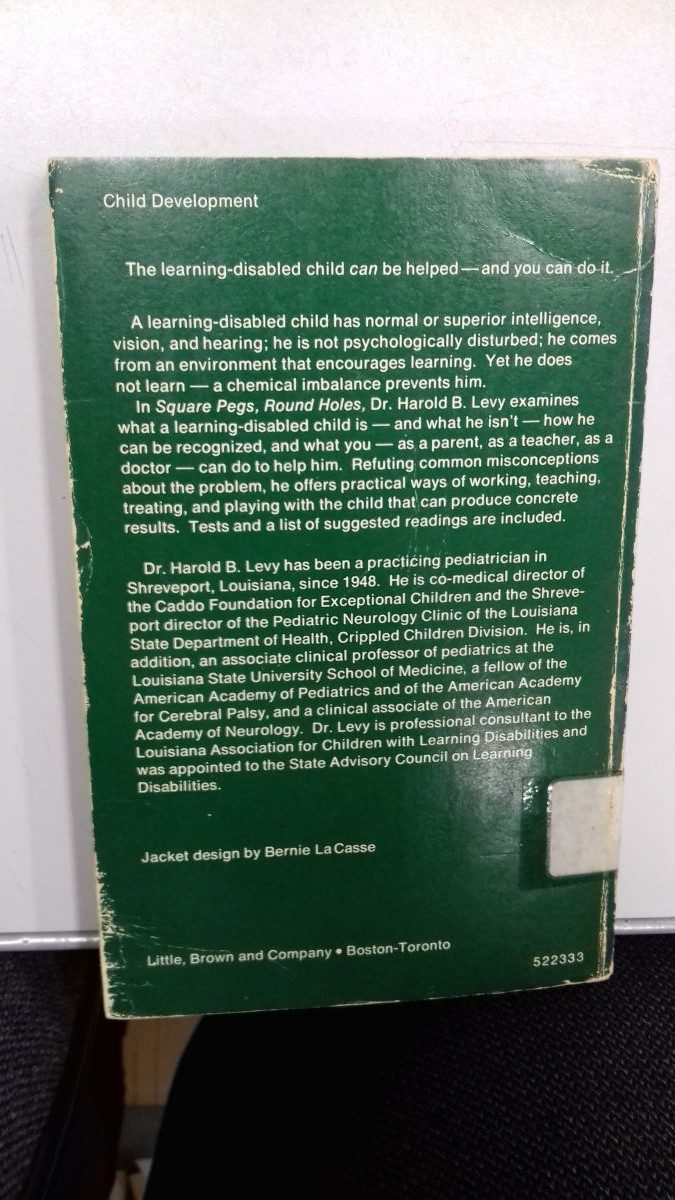 Child Development
The learning-disabled child can be helped — and you can do it.
A learning-disabled child has normal or superior intelligence,
vision, and hearing; he is not psychologically disturbed; he comes
from an environment that encourages learning. Yet he does
not learn — a chemical imbalance prevents him.
In Square Pegs, Round Holes, Dr. Harold B. Levy examines
what a learning-disabled child is — and what he isn't — how he
can be recognized, and what you — as a parent, as a teacher, as a
doctor — can do to help him. Refuting common misconceptions
about the problem, he offers practical ways of working, teaching,
treating, and playing with the child that can produce concrete
results. Tests and a list of suggested readings are included.
Dr. Harold B. Levy has been a practicing pediatrician in
Shreveport, Louisiana, since 1948. He is co-medical director of
the Caddo Foundation for Exceptional Children and the Shreve-
port director of the Pediatric Neurology Clinic of the Louisiana
State Department of Health, Crippled Children Division. He is, in
addition, an associate clinical professor of pediatrics at the
Louisiana State University School of Medicine, a fellow of the
American Academy of Pediatrics and of the American Academy
for Cerebral Palsy, and a clinical associate of the American
Academy of Neurology. Dr. Levy is professional consultant to the
Louisiana Association for Children with Learning Disabilities and
was appointed to the State Advisory Council on Learning
Disabilities.
Jacket design by Bernie LaCasse
Little, Brown and Company • Boston-Toronto
522333